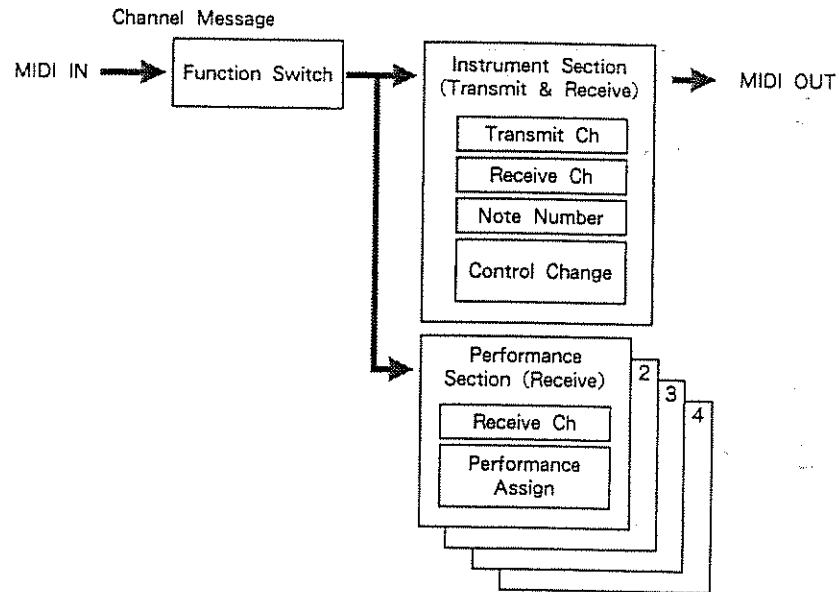 Channel Message
MIDI IN
Function Switch
Instrument Section
(Transmit & Receive)
MIDI OUT
Transmit Ch
Receive Ch
Note Number
Control Change
Performance
Section (Receive)
2
3
4
Receive Ch
Performance
Assign